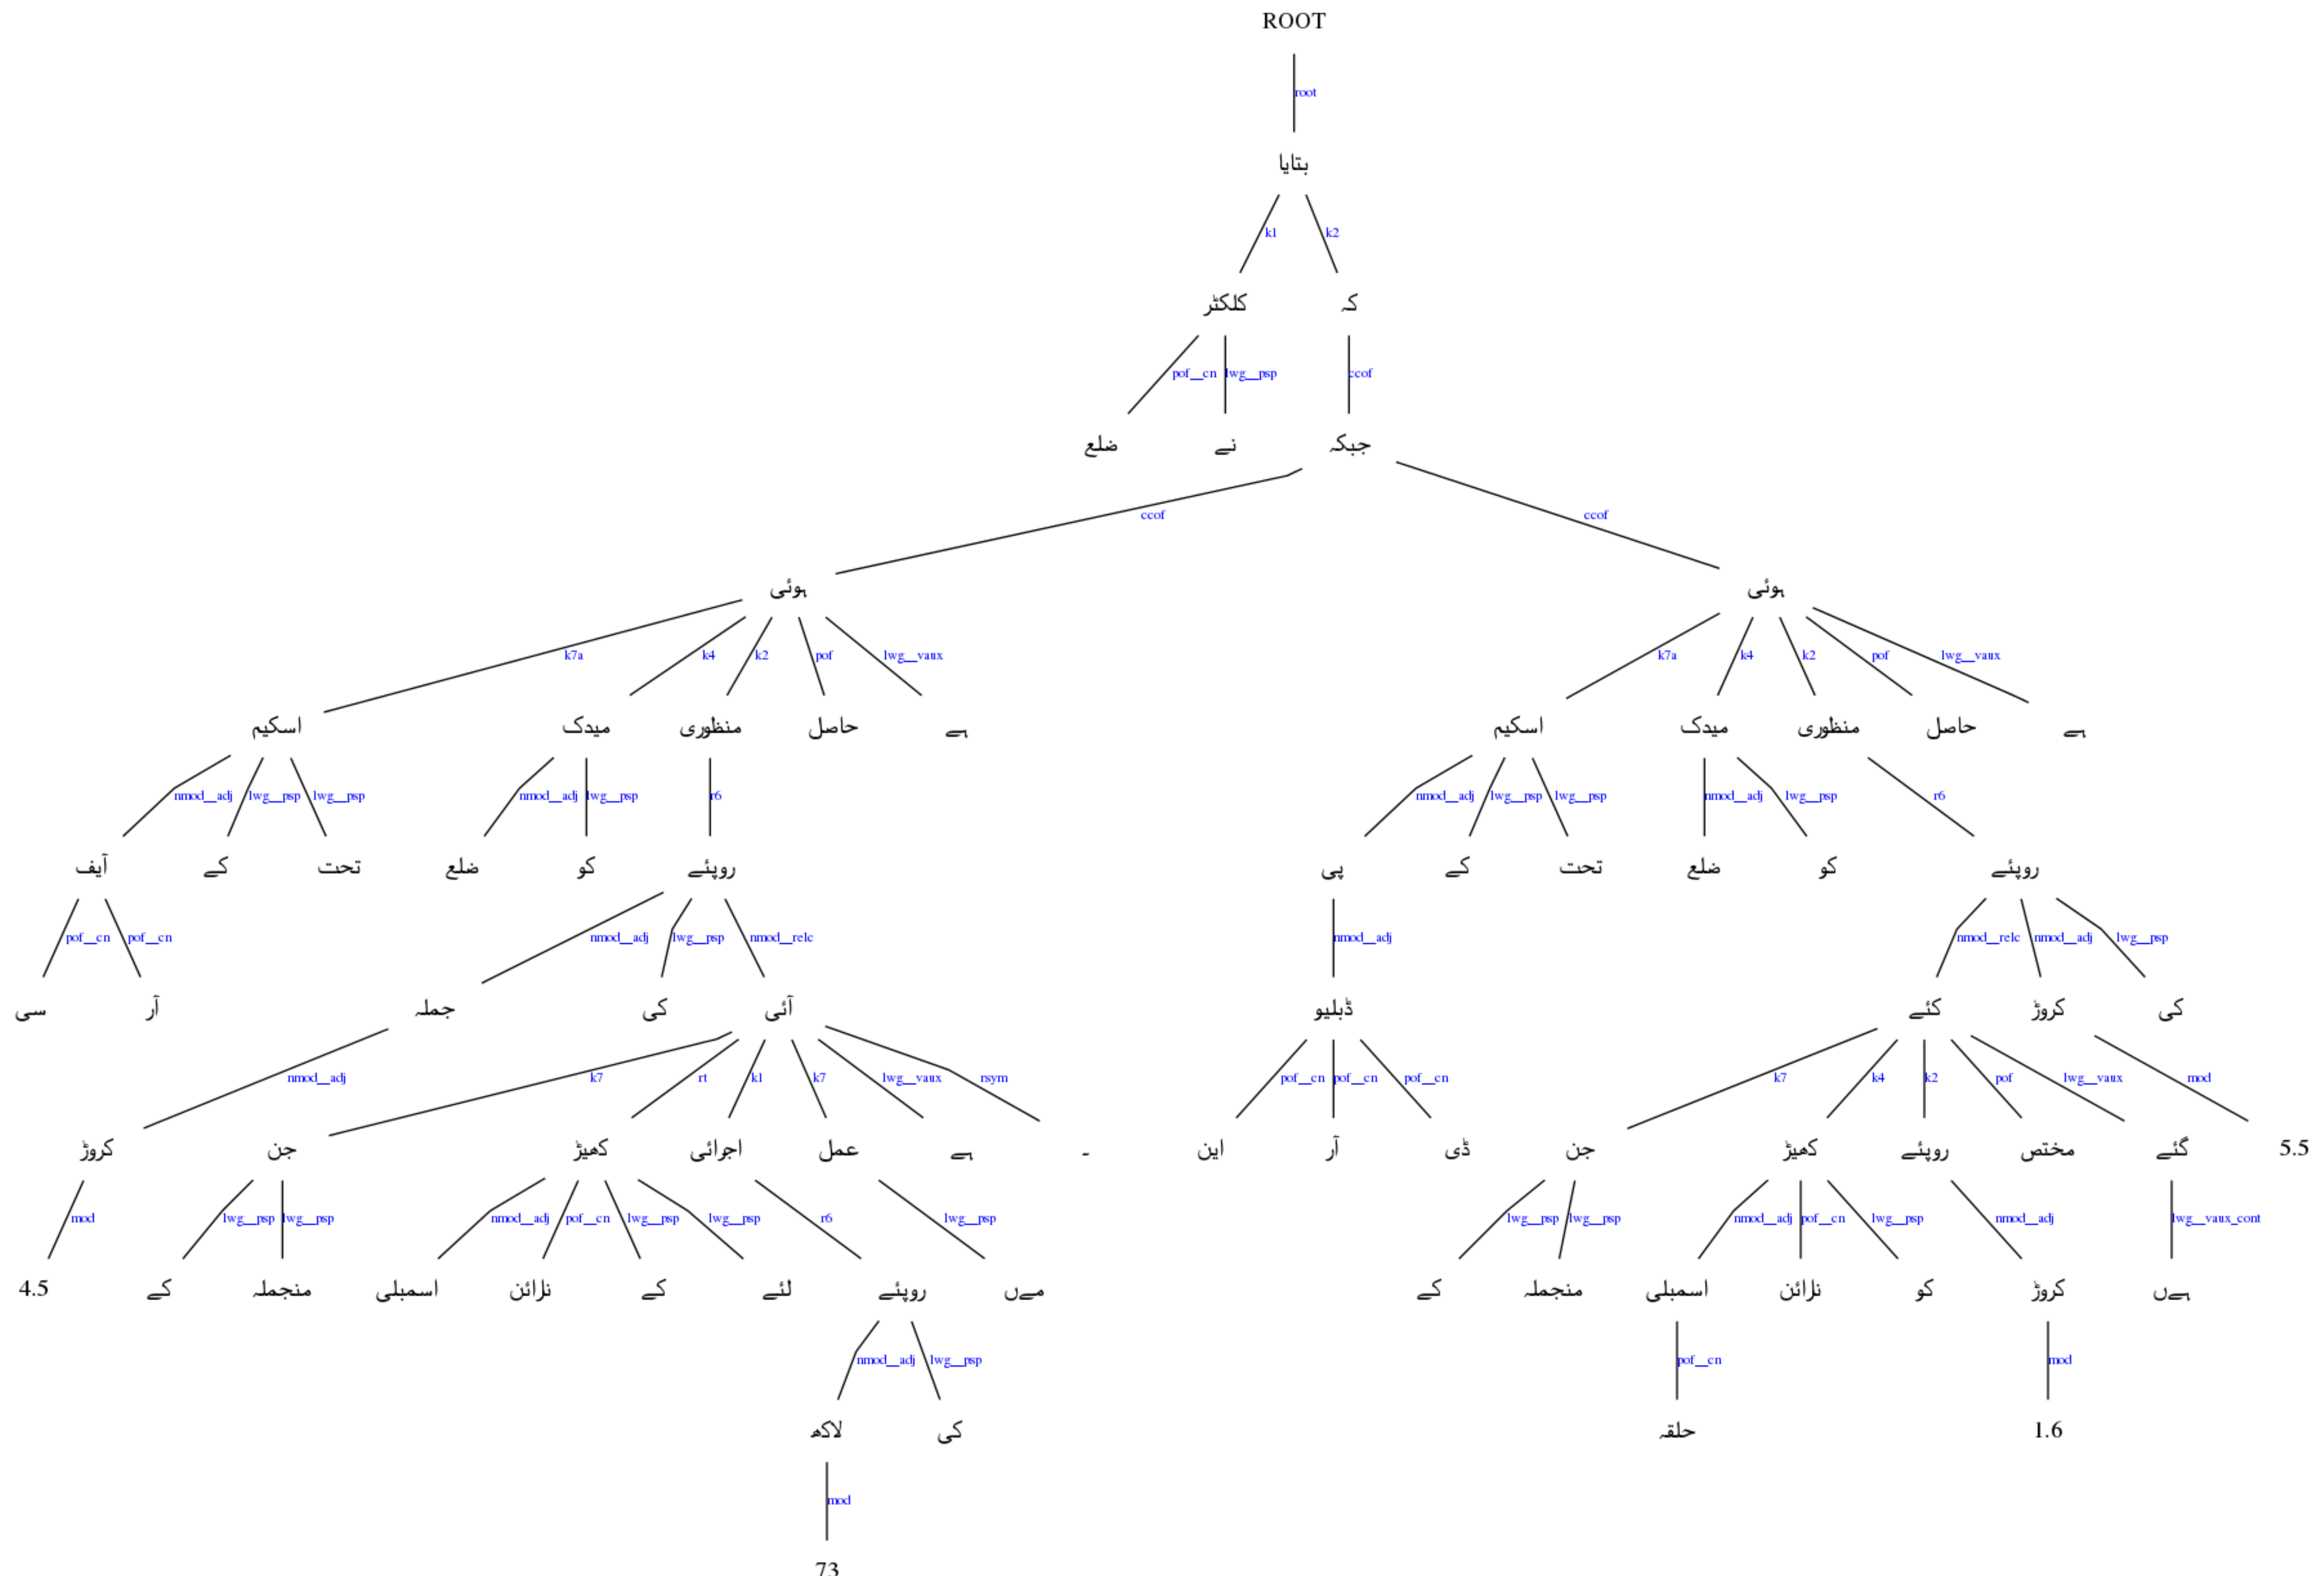 ROOT
root
بتایا
k1 k2
کلکٹر کہ
pof__cn lwg__psp ccof
ضلع نے جبکہ
ccof ccof
ہوئی ہوئی
k7a k4 k2 pof lwg__vaux k7a k4 k2 pof lwg__vaux
اسکیم میدک منظوری حاصل ہے اسکیم میدک منظوری حاصل ہے
nmod__adj lwg__psp lwg__psp nmod__adj lwg__psp r6 nmod__adj lwg__psp lwg__psp nmod__adj lwg__psp r6
آیف کے تحت ضلع کو روپئے پی کے تحت ضلع کو روپئے
pof__cn pof__cn nmod__adj lwg__psp nmod__relc nmod__adj nmod__relc nmod__adj lwg__psp
سی آر جملہ کی آئی ڈبلیو کئے کروڑ کی
nmod__adj k7 rt k1 k7 lwg__vaux rsym pof__cn pof__cn pof__cn k7 k4 k2 pof lwg__vaux mod
کروڑ جن کھیڑ اجرائی عمل ہے ۔ این آر ڈی جن کھیڑ روپئے مختص گئے 5.5
mod lwg__psp lwg__psp nmod__adj pof__cn lwg__psp lwg__psp r6 lwg__psp lwg__psp lwg__psp nmod__adj pof__cn lwg__psp nmod__adj lwg__vaux_cont
4.5 کے منجملہ اسمبلی نارائن کے لئے روپئے مےں کے منجملہ اسمبلی نارائن کو کروڑ ہےں
nmod__adj lwg__psp pof__cn mod
لاکھ کی حلقہ 1.6
mod
73